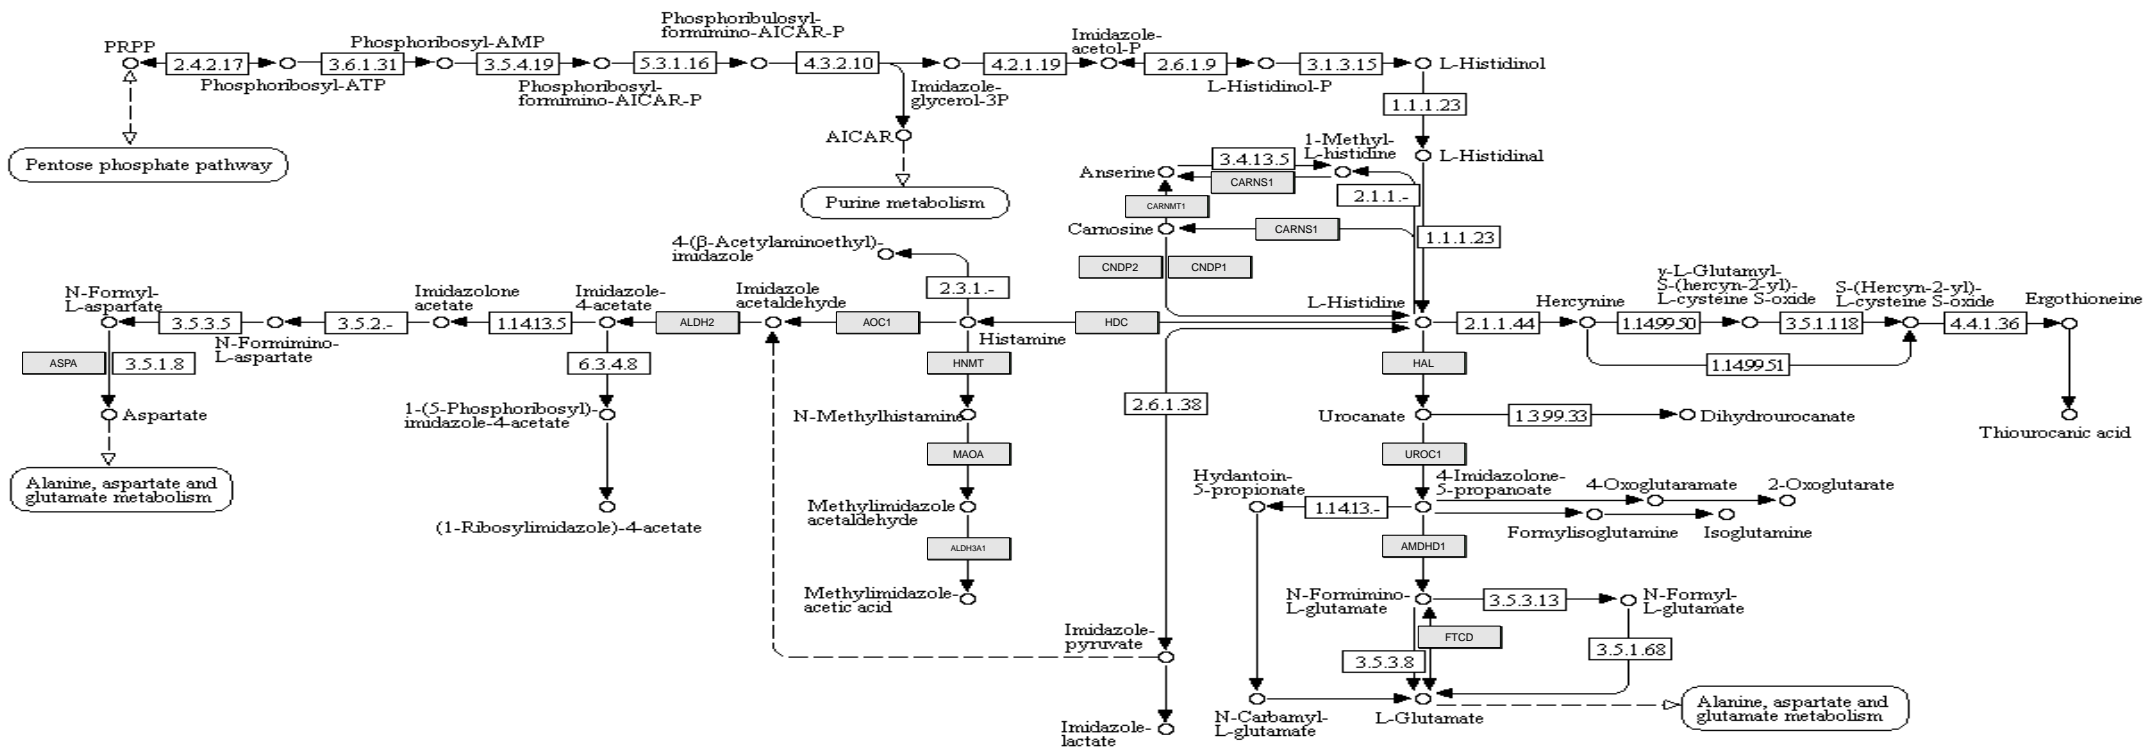 Phosphoribulosyl-
formimino-AICAR-P
PRPP
Phosphoribosyl-AMP
Imidazole-
acetol-P
2.4.2.17
3.6.1.31
3.5.4.19
5.3.1.16
4.3.2.10
4.2.1.19
2.6.1.9
3.1.3.15
L-Histidinol
Phosphoribosyl-ATP
Phosphoribosyl-
formimino-AICAR-P
Imidazole-
glycerol-3P
L-Histidinol-P
1.1.1.23
AICAR
1-Methyl-
L-histidine
L-Histidinal
Pentose phosphate pathway
Anserine
3.4.13.5
CARNS1
2.1.1.-
Purine metabolism
CARNMT1
Carnosine
CARNS1
1.1.1.23
4-(β-Acetylaminoethyl)-
imidazole
CNDP2
CNDP1
2.3.1.-
N-Formyl-
L-aspartate
Imidazolone
acetate
Imidazole-
4-acetate
Imidazole
acetaldehyde
L-Histidine
Hercynine
γ-L-Glutamyl-
S-(hercyn-2-yl)-
L-cysteine S-oxide
S-(Hercyn-2-yl)-
L-cysteine S-oxide
Ergothioneine
3.5.3.5
3.5.2.-
1.14.13.5
ALDH2
AOC1
HDC
2.1.1.44
1.14.99.50
3.5.1.118
4.4.1.36
N-Formimino-
L-aspartate
Histamine
ASPA
3.5.1.8
6.3.4.8
HNMT
HAL
1.14.99.51
2.6.1.38
Aspartate
1-(5-Phosphoribosyl)-
imidazole-4-acetate
N-Methylhistamine
Urocanate
1.3.99.33
Dihydrourocanate
Thiourocanic acid
MAOA
UROC1
Alanine, aspartate and
glutamate metabolism
Hydantoin-
5-propionate
4-Imidazolone-
5-propanoate
4-Oxoglutaramate
2-Oxoglutarate
Methylimidazole
acetaldehyde
1.14.13.-
(1-Ribosylimidazole)-4-acetate
Formylisoglutamine
Isoglutamine
ALDH3A1
AMDHD1
Methylimidazole-
acetic acid
N-Formimino-
L-glutamate
3.5.3.13
N-Formyl-
L-glutamate
Imidazole-
pyruvate
FTCD
3.5.3.8
3.5.1.68
N-Carbamyl-
L-glutamate
L-Glutamate
Alanine, aspartate and
glutamate metabolism
Imidazole-
lactate